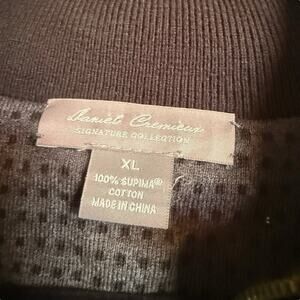 Daniel Cremieux
SIGNATURE COLLECTION
XL
100% SUPIMA®
COTTON
MADE IN CHINA